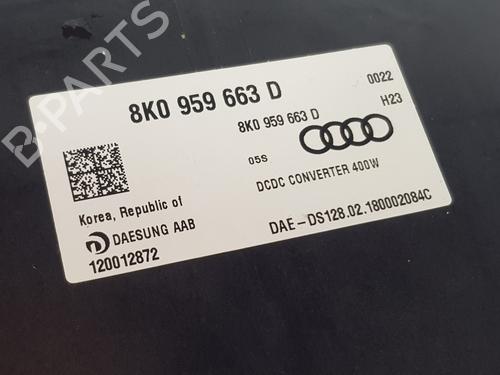 B-PARTS
8K0 959 663 D
0022
8K0 959 663 D
H23
05S
DCDC CONVERTER 400W
Korea, Republic of
DAESUNG AAB
DAE-DS128.02.180002084C
120012872